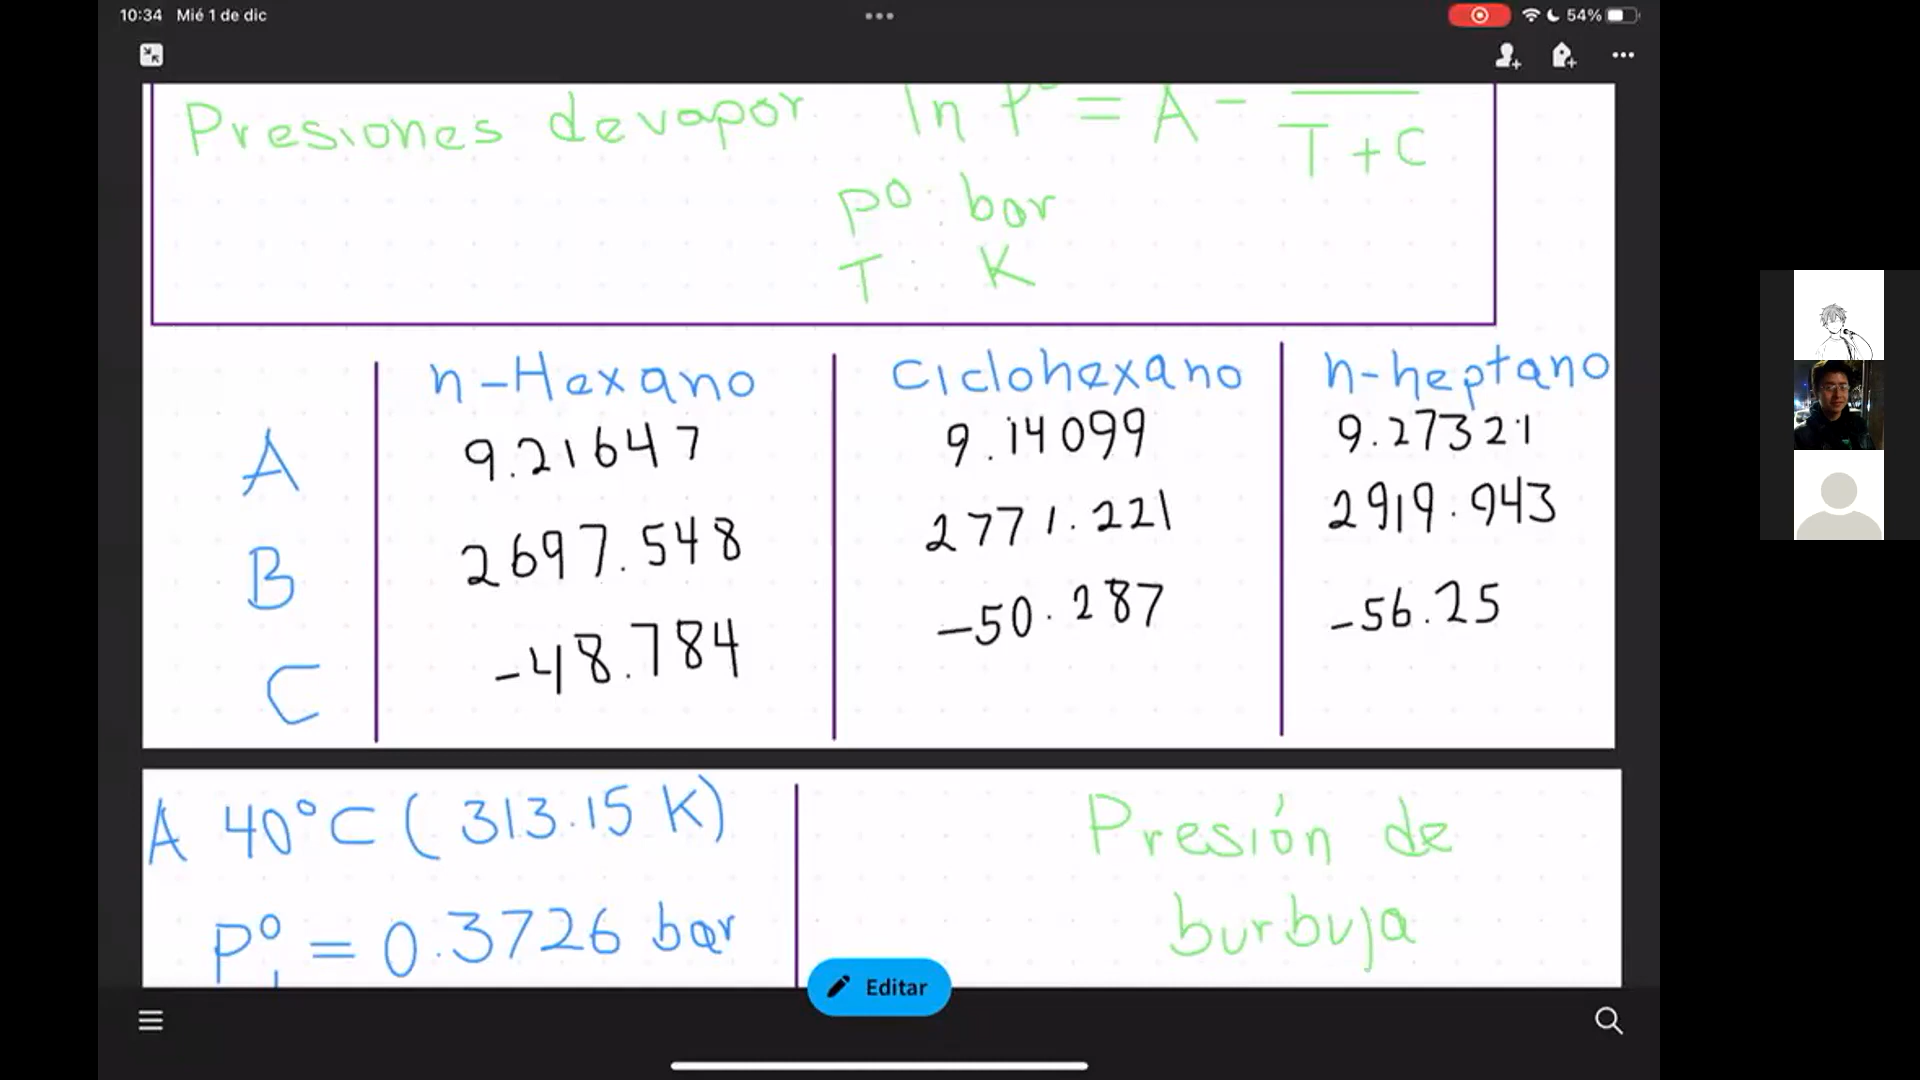 10:34 Mié 1 de dic
54%
Presiones de vapor ln P° = A - T + C
P° : bar
T : K
n-Hexano Ciclohexano n-heptano
A 9.21647 9.14099 9.27321
B 2697.548 2771.221 2919.943
C -48.784 -50.287 -56.25
A 40°C (313.15 K)
P°1 = 0.3726 bar
Presión de
burbuja
Editar